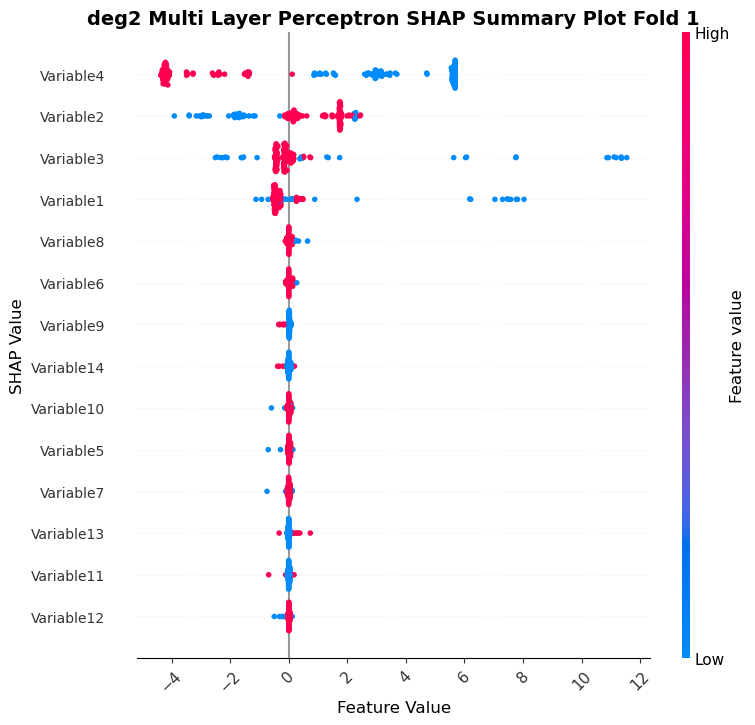 deg2 Multi Layer Perceptron SHAP Summary Plot Fold 1
High
Variable4
Variable2
Variable3
Variable1
Variable8
Variable6
Variable9
Variable14
Variable10
Variable5
Variable7
Variable13
Variable11
Variable12
SHAP Value
Feature value
Low
−4 −2 0 2 4 6 8 10 12
Feature Value